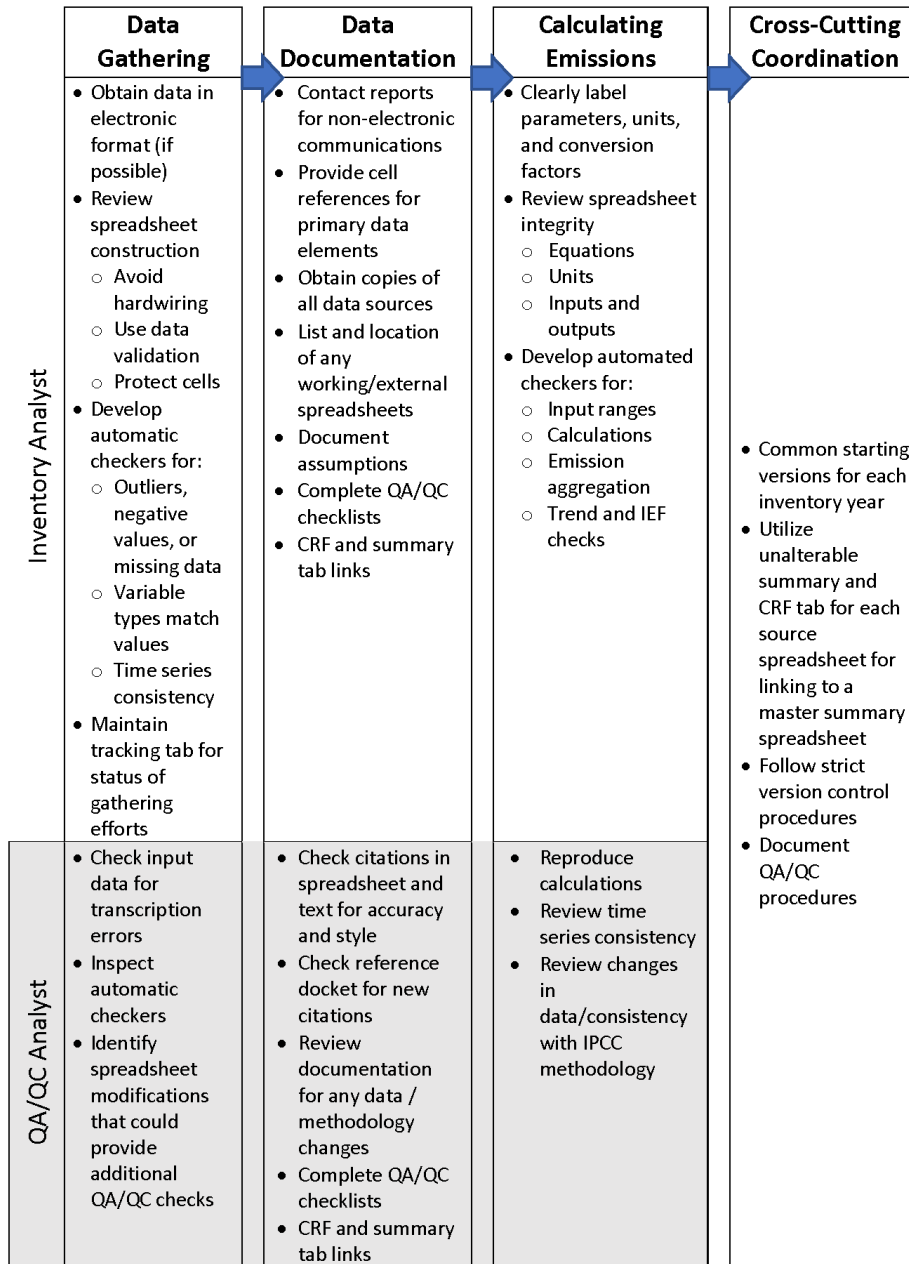 Data
Gathering
Data
Documentation
Calculating
Emissions
Cross-Cutting
Coordination
Inventory Analyst
• Obtain data in
electronic
format (if
possible)
• Review
spreadsheet
construction
○ Avoid
hardwiring
○ Use data
validation
○ Protect cells
• Develop
automatic
checkers for:
○ Outliers,
negative
values, or
missing data
○ Variable
types match
values
○ Time series
consistency
• Maintain
tracking tab for
status of
gathering
efforts
• Contact reports
for non-electronic
communications
• Provide cell
references for
primary data
elements
• Obtain copies of
all data sources
• List and location
of any
working/external
spreadsheets
• Document
assumptions
• Complete QA/QC
checklists
• CRF and summary
tab links
• Clearly label
parameters, units,
and conversion
factors
• Review spreadsheet
integrity
○ Equations
○ Units
○ Inputs and
outputs
• Develop automated
checkers for:
○ Input ranges
○ Calculations
○ Emission
aggregation
○ Trend and IEF
checks
• Common starting
versions for each
inventory year
• Utilize
unalterable
summary and
CRF tab for each
source
spreadsheet for
linking to a
master summary
spreadsheet
• Follow strict
version control
procedures
• Document
QA/QC
procedures
QA/QC Analyst
• Check input
data for
transcription
errors
• Inspect
automatic
checkers
• Identify
spreadsheet
modifications
that could
provide
additional
QA/QC checks
• Check citations in
spreadsheet and
text for accuracy
and style
• Check reference
docket for new
citations
• Review
documentation
for any data /
methodology
changes
• Complete QA/QC
checklists
• CRF and summary
tab links
• Reproduce
calculations
• Review time
series consistency
• Review changes
in
data/consistency
with IPCC
methodology